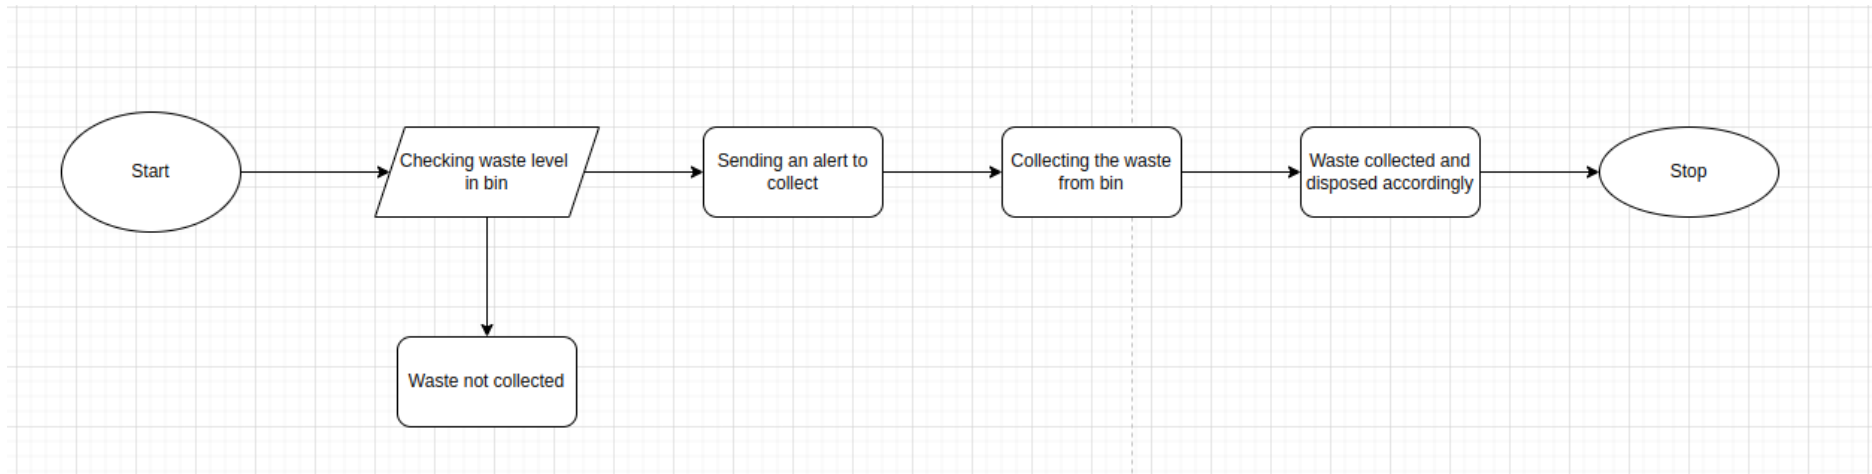 Start
Checking waste level
in bin
Sending an alert to
collect
Collecting the waste
from bin
Waste collected and
disposed accordingly
Stop
Waste not collected